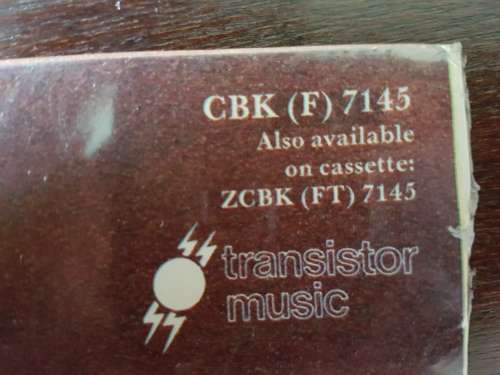 CBK (F) 7145
Also available
on cassette:
ZCBK (FT) 7145
transistor
music